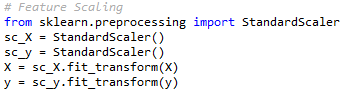 # Feature Scaling
from sklearn.preprocessing import StandardScaler
sc_X = StandardScaler()
sc_y = StandardScaler()
X = sc_X.fit_transform(X)
y = sc_y.fit_transform(y)